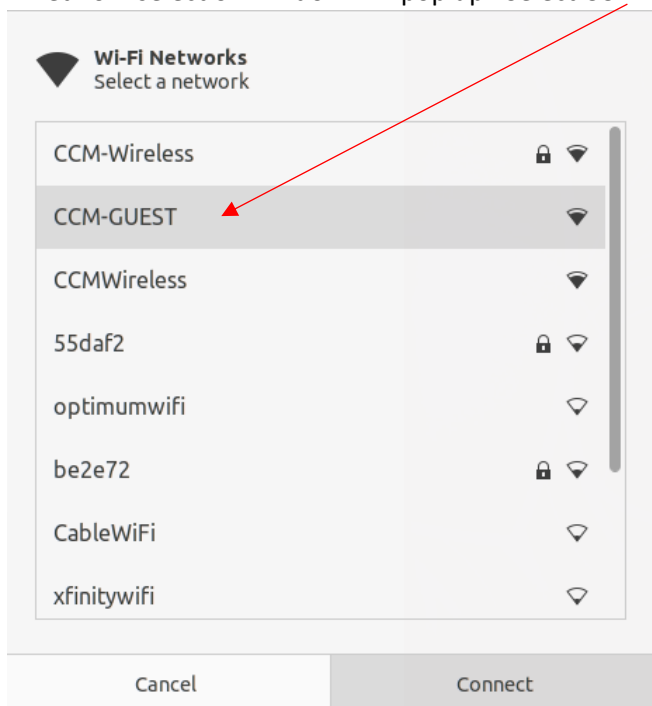 Wi-Fi Networks
Select a network
CCM-Wireless
CCM-GUEST
CCMWireless
55daf2
optimumwifi
be2e72
CableWiFi
xfinitywifi
Cancel Connect